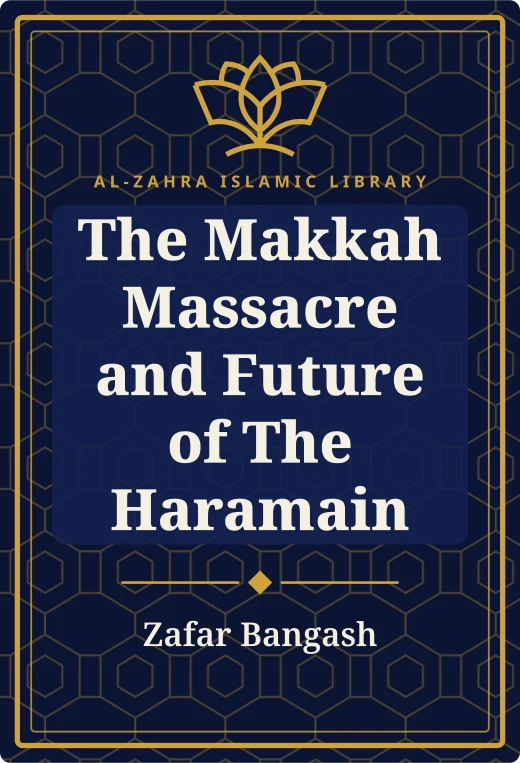 AL-ZAHRA ISLAMIC LIBRARY
The Makkah
Massacre
and Future
of The
Haramain
Zafar Bangash